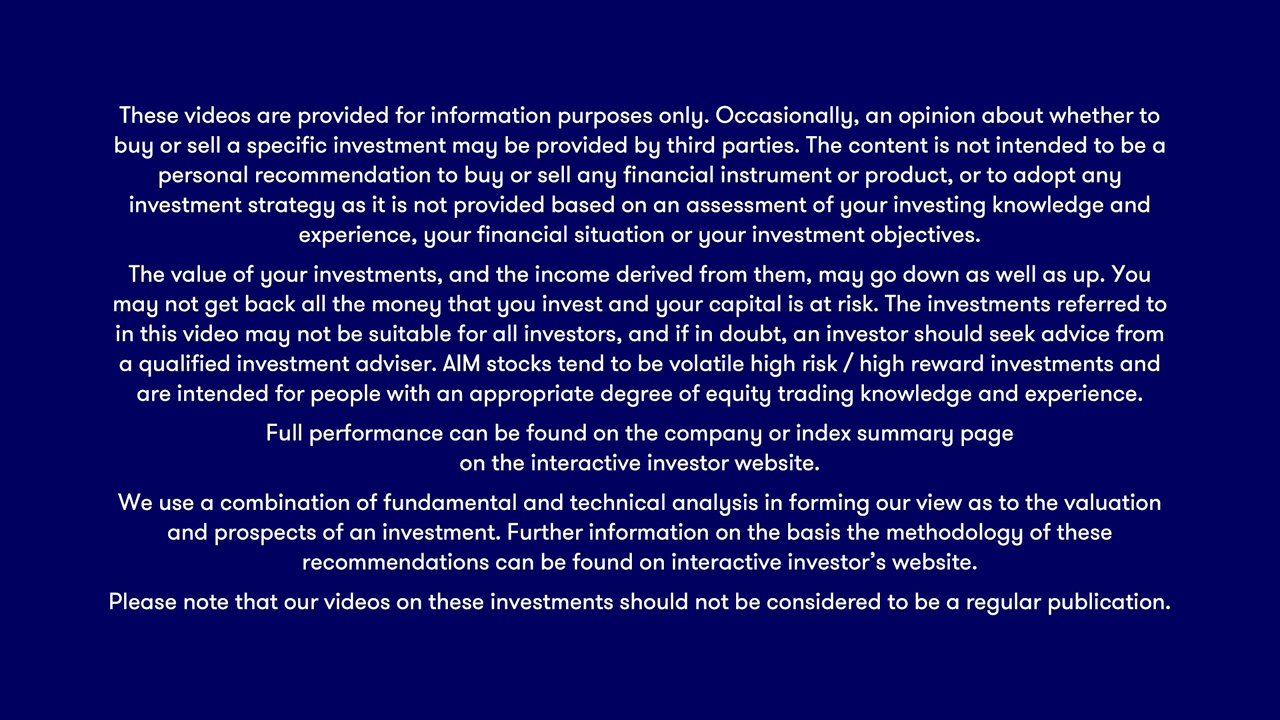 These videos are provided for information purposes only. Occasionally, an opinion about whether to
buy or sell a specific investment may be provided by third parties. The content is not intended to be a
personal recommendation to buy or sell any financial instrument or product, or to adopt any
investment strategy as it is not provided based on an assessment of your investing knowledge and
experience, your financial situation or your investment objectives.
The value of your investments, and the income derived from them, may go down as well as up. You
may not get back all the money that you invest and your capital is at risk. The investments referred to
in this video may not be suitable for all investors, and if in doubt, an investor should seek advice from
a qualified investment adviser. AIM stocks tend to be volatile high risk / high reward investments and
are intended for people with an appropriate degree of equity trading knowledge and experience.
Full performance can be found on the company or index summary page
on the interactive investor website.
We use a combination of fundamental and technical analysis in forming our view as to the valuation
and prospects of an investment. Further information on the basis the methodology of these
recommendations can be found on interactive investor’s website.
Please note that our videos on these investments should not be considered to be a regular publication.